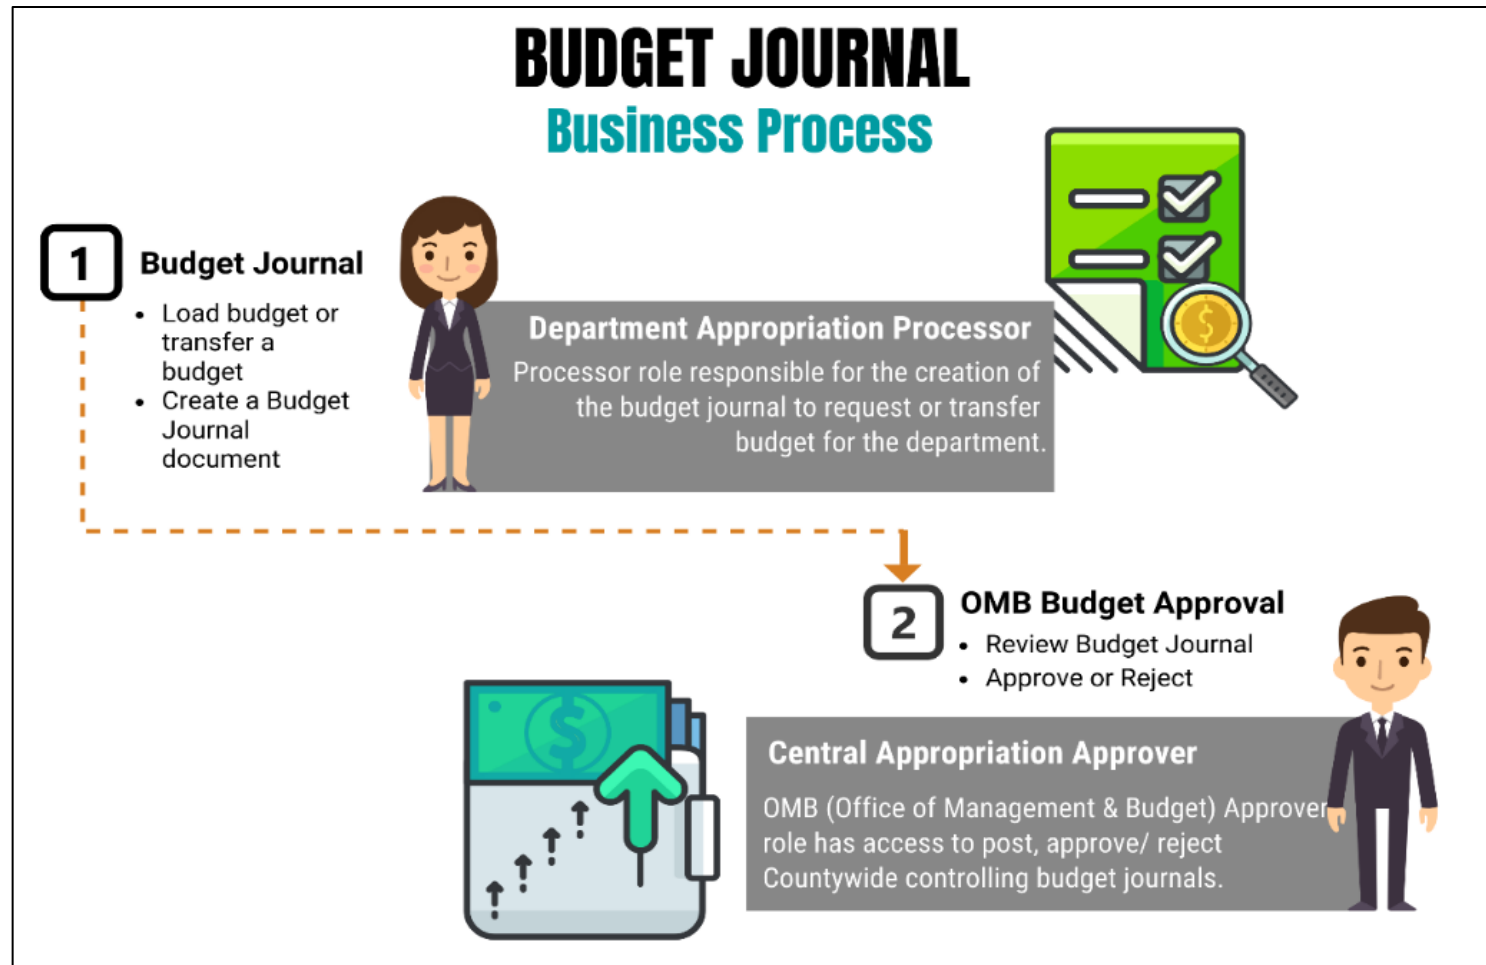 BUDGET JOURNAL
Business Process
1
Budget Journal
• Load budget or
transfer a
budget
• Create a Budget
Journal
document
Department Appropriation Processor
Processor role responsible for the creation of
the budget journal to request or transfer
budget for the department.
2
OMB Budget Approval
• Review Budget Journal
• Approve or Reject
Central Appropriation Approver
OMB (Office of Management & Budget) Approver
role has access to post, approve/ reject
Countywide controlling budget journals.